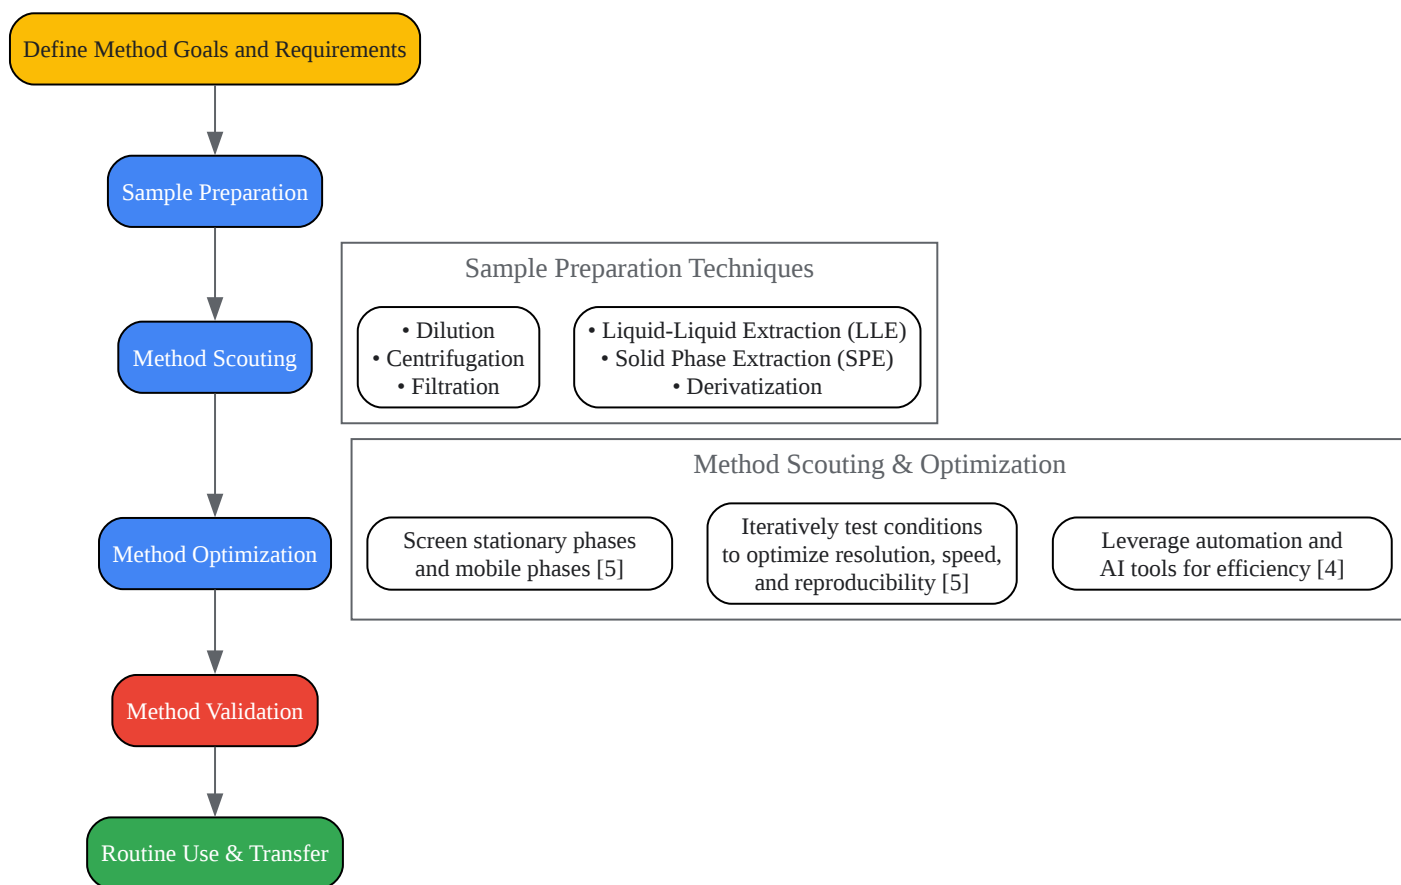 Define Method Goals and Requirements
Sample Preparation
Method Scouting
Method Optimization
Method Validation
Routine Use & Transfer
Sample Preparation Techniques
• Dilution
• Centrifugation
• Filtration
• Liquid-Liquid Extraction (LLE)
• Solid Phase Extraction (SPE)
• Derivatization
Method Scouting & Optimization
Screen stationary phases
and mobile phases [5]
Iteratively test conditions
to optimize resolution, speed,
and reproducibility [5]
Leverage automation and
AI tools for efficiency [4]